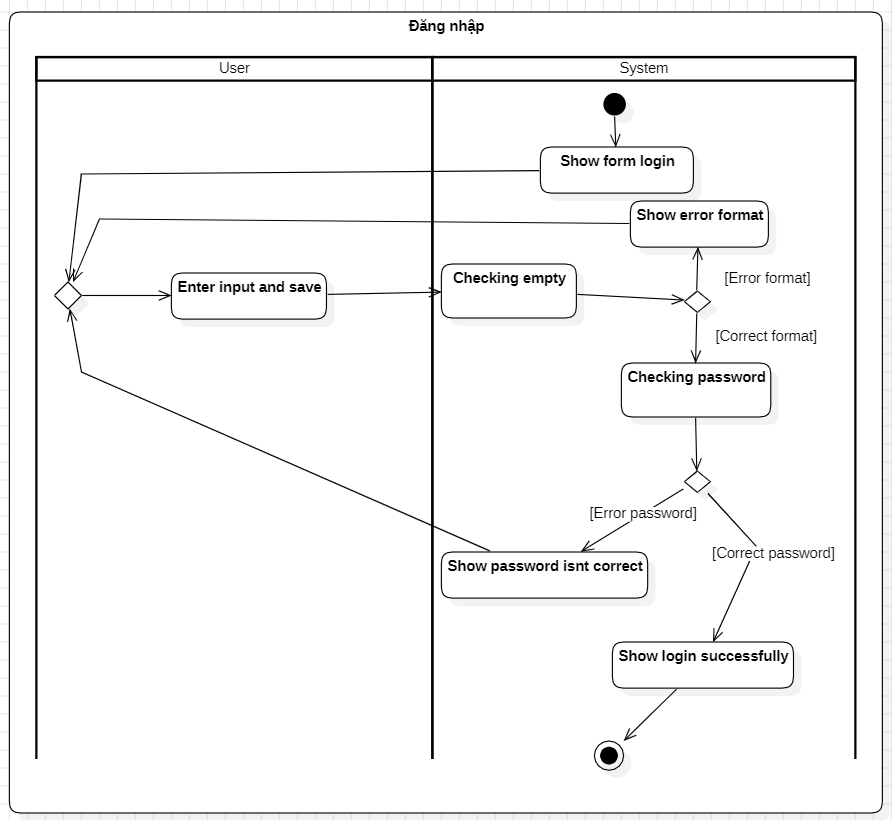 Đăng nhập
User
System
Show form login
Show error format
[Error format]
Enter input and save
Checking empty
[Correct format]
Checking password
[Error password]
[Correct password]
Show password isnt correct
Show login successfully